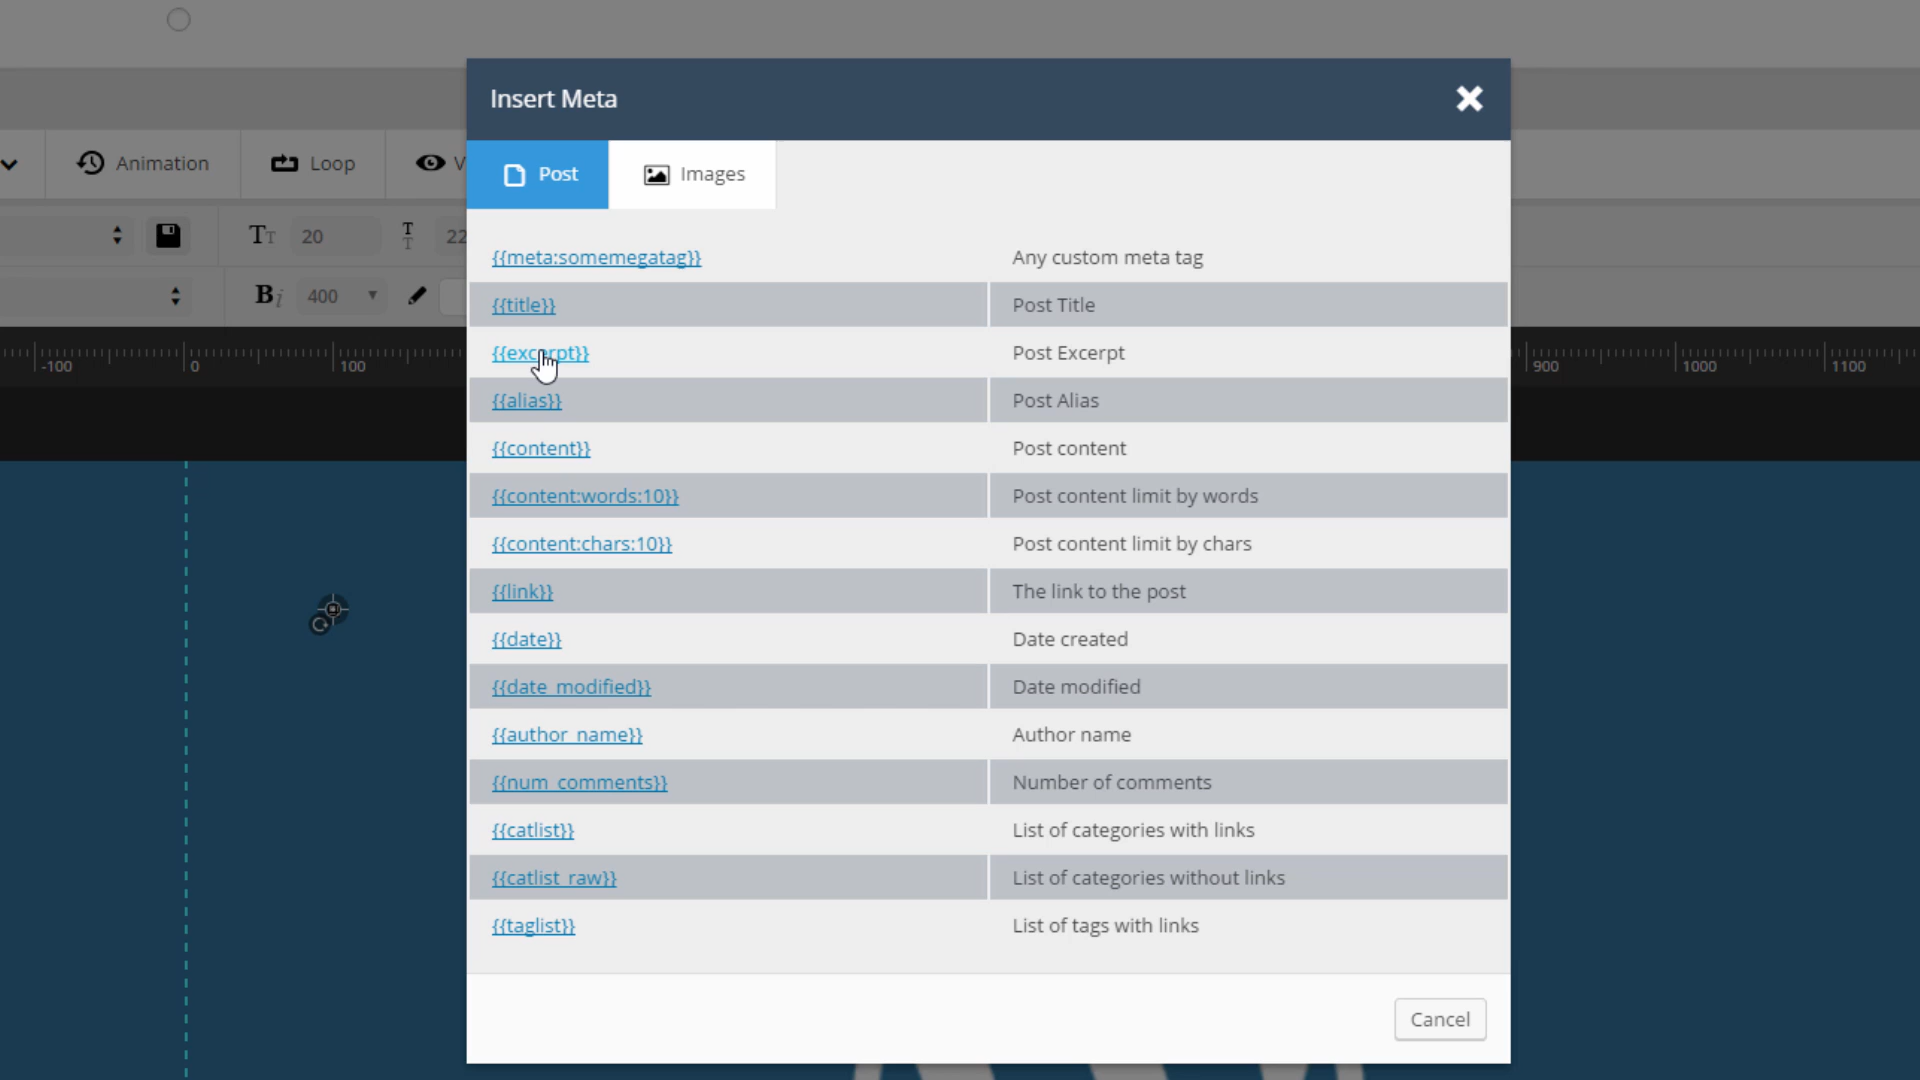 Insert Meta
Animation
Loop
V
Post
Images
20
22
400
{{meta:somemegatag}} Any custom meta tag
{{title}} Post Title
{{excerpt}} Post Excerpt
{{alias}} Post Alias
{{content}} Post content
{{content:words:10}} Post content limit by words
{{content:chars:10}} Post content limit by chars
{{link}} The link to the post
{{date}} Date created
{{date_modified}} Date modified
{{author_name}} Author name
{{num_comments}} Number of comments
{{catlist}} List of categories with links
{{catlist_raw}} List of categories without links
{{taglist}} List of tags with links
-100 0 100 900 1000 1100
Cancel